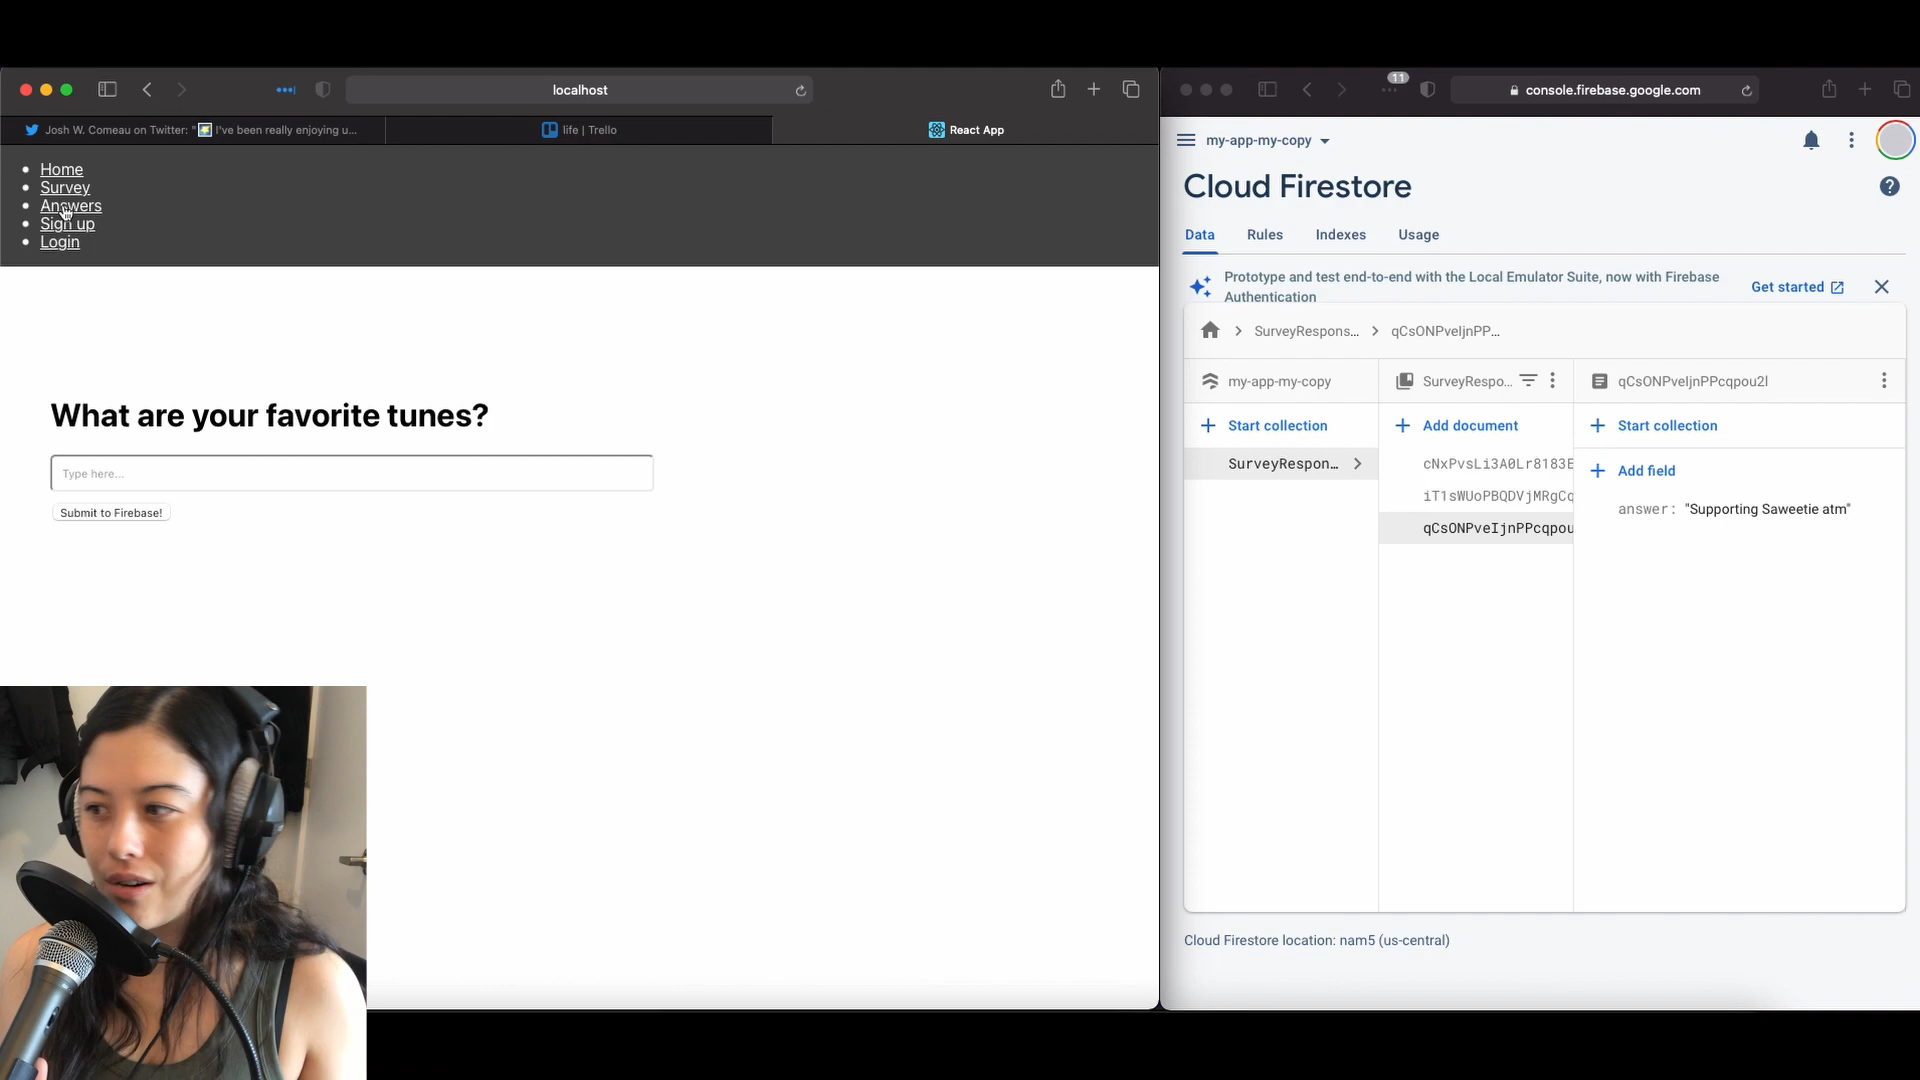 localhost
Josh W. Comeau on Twitter: "🌠 I've been really enjoying u...
life | Trello
React App
Home
Survey
Answers
Sign up
Login
What are your favorite tunes?
Type here...
Submit to Firebase!
11
console.firebase.google.com
my-app-my-copy
Cloud Firestore
Data
Rules
Indexes
Usage
Prototype and test end-to-end with the Local Emulator Suite, now with Firebase
Authentication
Get started
SurveyRespons...
qCsONPveIjnPP...
my-app-my-copy
SurveyRespo...
qCsONPveIjnPPcqpou2l
Start collection
Add document
Start collection
SurveyRespon...
cNxPvsLi3A0Lr8183E
iT1sWUoPBQDVjMRgCq
qCsONPveIjnPPcqpou
Add field
answer: "Supporting Saweetie atm"
Cloud Firestore location: nam5 (us-central)